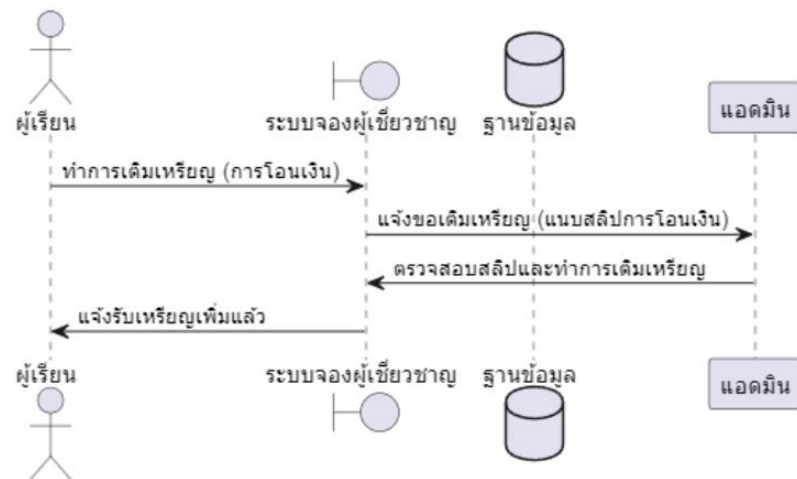 ผู้เรียน
ระบบจองผู้เชี่ยวชาญ
ฐานข้อมูล
แอดมิน
ทำการเติมเหรียญ (การโอนเงิน)
แจ้งขอเติมเหรียญ (แนบสลิปการโอนเงิน)
ตรวจสอบสลิปและทำการเติมเหรียญ
แจ้งรับเหรียญเพิ่มแล้ว
ผู้เรียน
ระบบจองผู้เชี่ยวชาญ
ฐานข้อมูล
แอดมิน